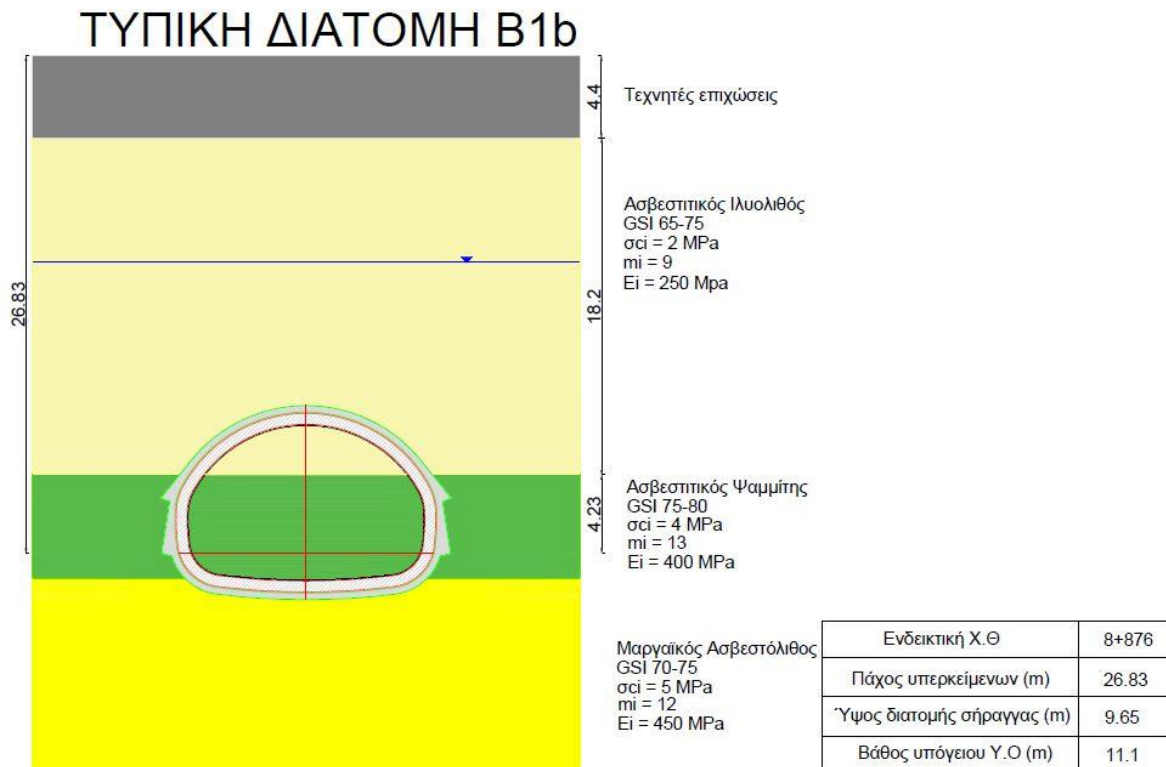 ΤΥΠΙΚΗ ΔΙΑΤΟΜΗ Β1b
4.4
Τεχνητές επιχώσεις
26.83
18.2
Ασβεστιτικός Ιλυολιθός
GSI 65-75
σci = 2 MPa
mi = 9
Ei = 250 Mpa
4.23
Ασβεστιτικός Ψαμμίτης
GSI 75-80
σci = 4 MPa
mi = 13
Ei = 400 MPa
Μαργαϊκός Ασβεστόλιθος
GSI 70-75
σci = 5 MPa
mi = 12
Ei = 450 MPa
Ενδεικτική Χ.Θ 8+876
Πάχος υπερκείμενων (m) 26.83
Ύψος διατομής σήραγγας (m) 9.65
Βάθος υπόγειου Υ.Ο (m) 11.1